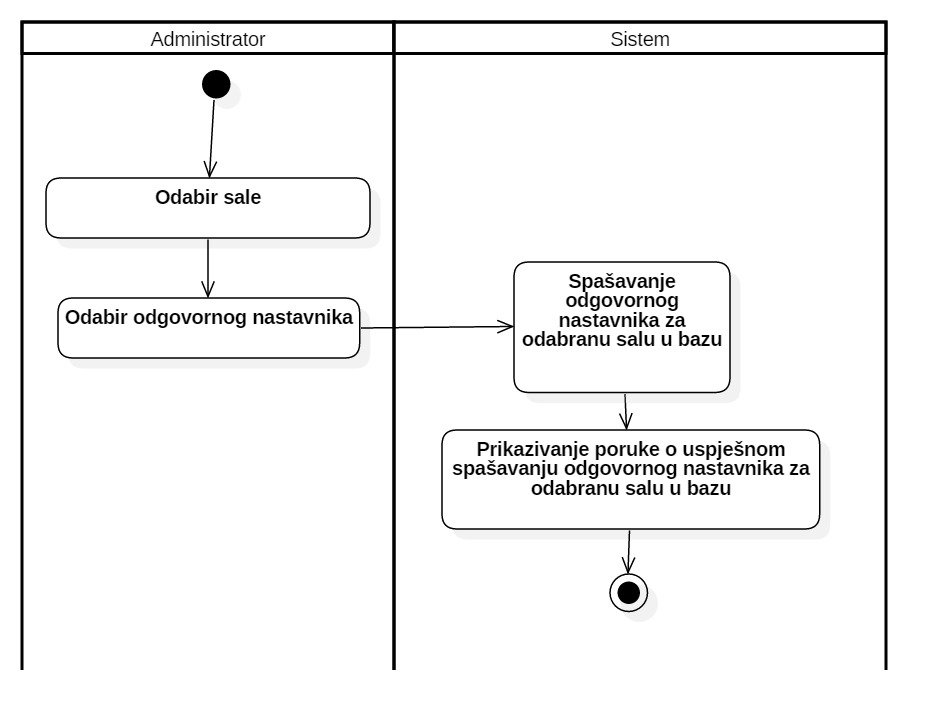 Administrator
Sistem
Odabir sale
Odabir odgovornog nastavnika
Spašavanje
odgovornog
nastavnika za
odabranu salu u bazu
Prikazivanje poruke o uspješnom
spašavanju odgovornog nastavnika za
odabranu salu u bazu